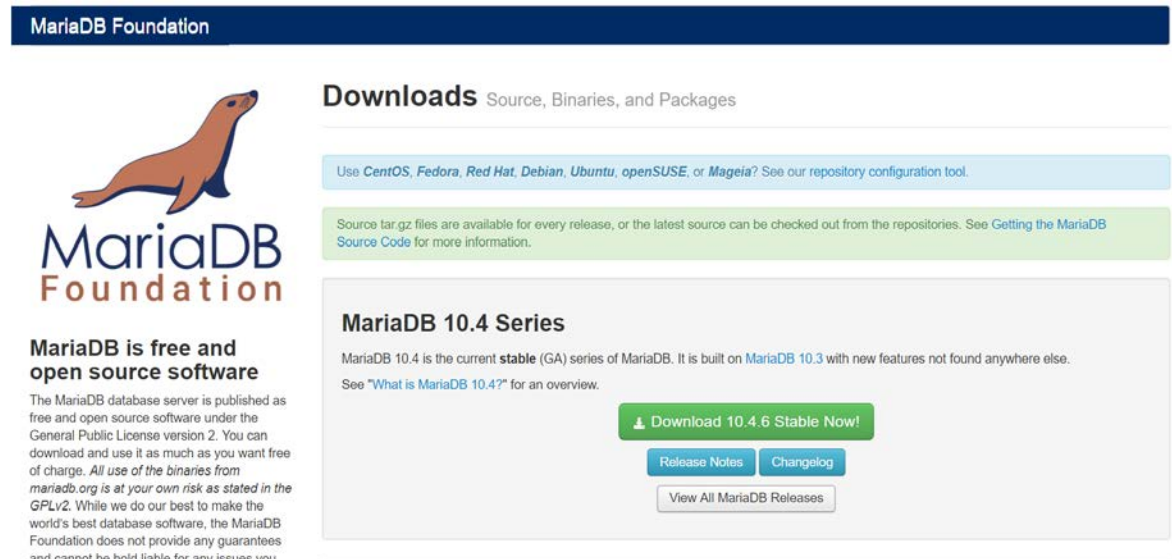 MariaDB Foundation
MariaDB
Foundation
MariaDB is free and
open source software
The MariaDB database server is published as
free and open source software under the
General Public License version 2. You can
download and use it as much as you want free
of charge. All use of the binaries from
mariadb.org is at your own risk as stated in the
GPLv2. While we do our best to make the
world's best database software, the MariaDB
Foundation does not provide any guarantees
and cannot be hold liable for any issues you
Downloads Source, Binaries, and Packages
Use CentOS, Fedora, Red Hat, Debian, Ubuntu, openSUSE, or Mageia? See our repository configuration tool.
Source tar.gz files are available for every release, or the latest source can be checked out from the repositories. See Getting the MariaDB
Source Code for more information.
MariaDB 10.4 Series
MariaDB 10.4 is the current stable (GA) series of MariaDB. It is built on MariaDB 10.3 with new features not found anywhere else.
See "What is MariaDB 10.4?" for an overview.
Download 10.4.6 Stable Now!
Release Notes
Changelog
View All MariaDB Releases